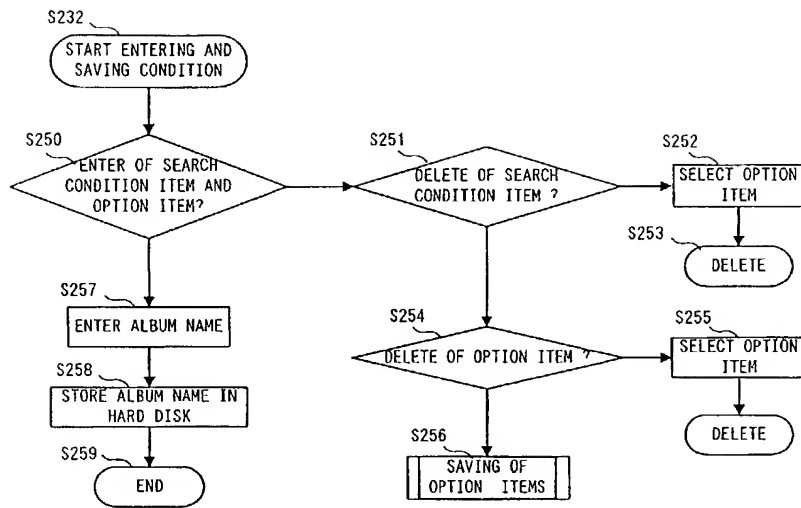 S232
START ENTERING AND
SAVING CONDITION
S250
ENTER OF SEARCH
CONDITION ITEM AND
OPTION ITEM?
S251
DELETE OF SEARCH
CONDITION ITEM ?
S252
SELECT OPTION
ITEM
S253
DELETE
S257
ENTER ALBUM NAME
S254
DELETE OF OPTION ITEM ?
S255
SELECT OPTION
ITEM
DELETE
S258
STORE ALBUM NAME IN
HARD DISK
S256
SAVING OF
OPTION ITEMS
S259
END